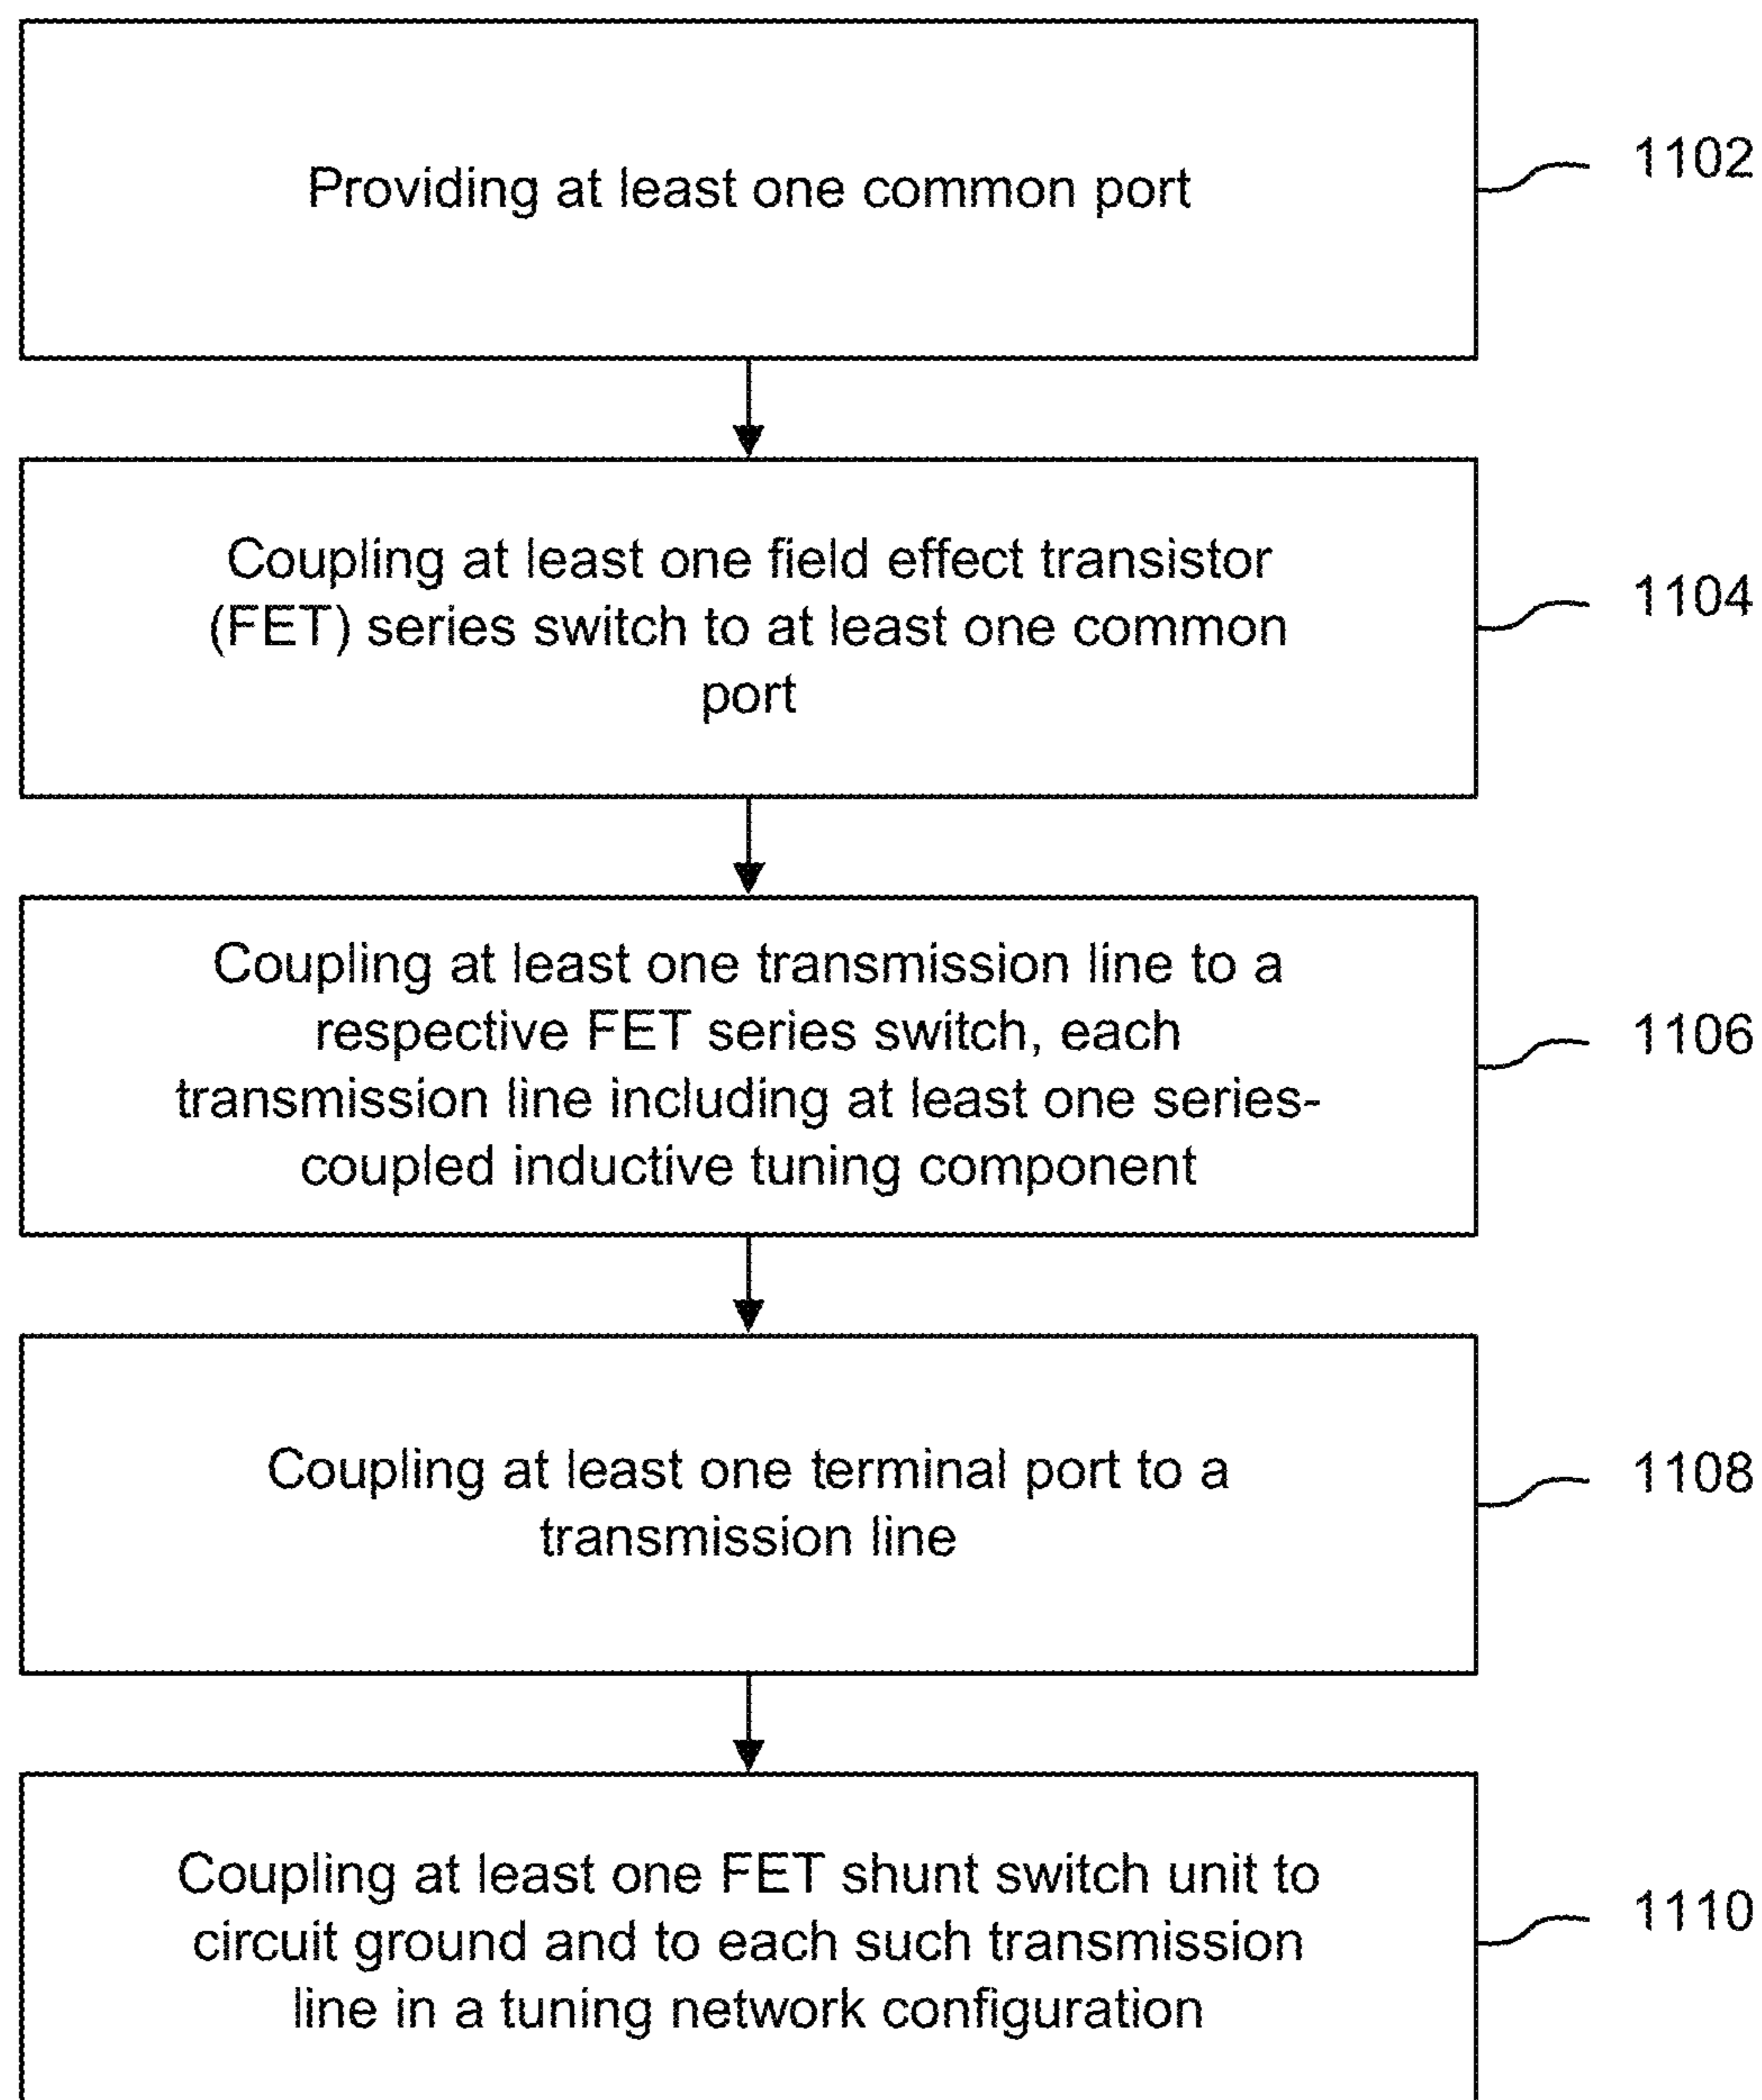 Providing at least one common port
1102
Coupling at least one field effect transistor
(FET) series switch to at least one common
port
1104
Coupling at least one transmission line to a
respective FET series switch, each
transmission line including at least one series-
coupled inductive tuning component
1106
Coupling at least one terminal port to a
transmission line
1108
Coupling at least one FET shunt switch unit to
circuit ground and to each such transmission
line in a tuning network configuration
1110